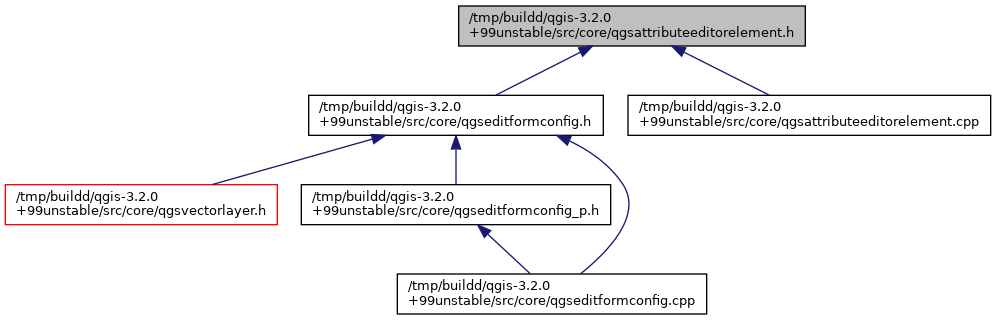 /tmp/buildd/qgis-3.2.0
+99unstable/src/core/qgsattributeeditorelement.h
/tmp/buildd/qgis-3.2.0
+99unstable/src/core/qgseditformconfig.h
/tmp/buildd/qgis-3.2.0
+99unstable/src/core/qgsattributeeditorelement.cpp
/tmp/buildd/qgis-3.2.0
+99unstable/src/core/qgsvectorlayer.h
/tmp/buildd/qgis-3.2.0
+99unstable/src/core/qgseditformconfig_p.h
/tmp/buildd/qgis-3.2.0
+99unstable/src/core/qgseditformconfig.cpp